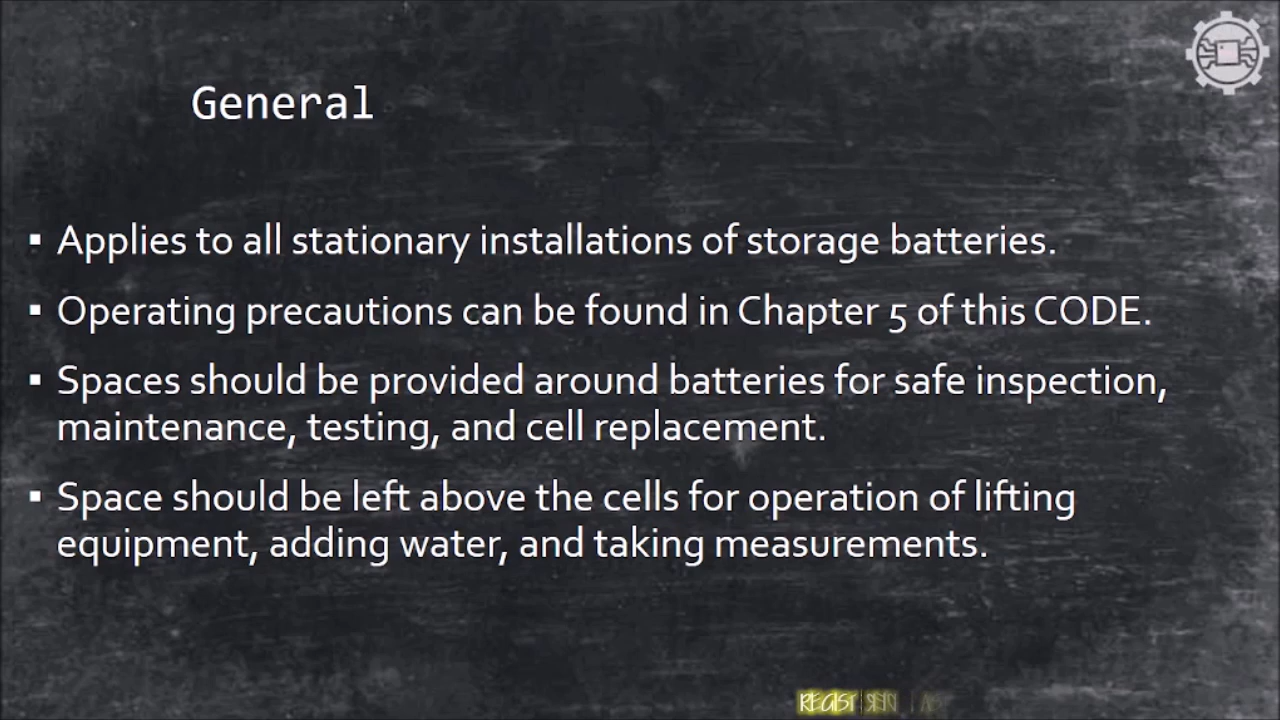 General
▪ Applies to all stationary installations of storage batteries.
▪ Operating precautions can be found in Chapter 5 of this CODE.
▪ Spaces should be provided around batteries for safe inspection,
maintenance, testing, and cell replacement.
▪ Space should be left above the cells for operation of lifting
equipment, adding water, and taking measurements.